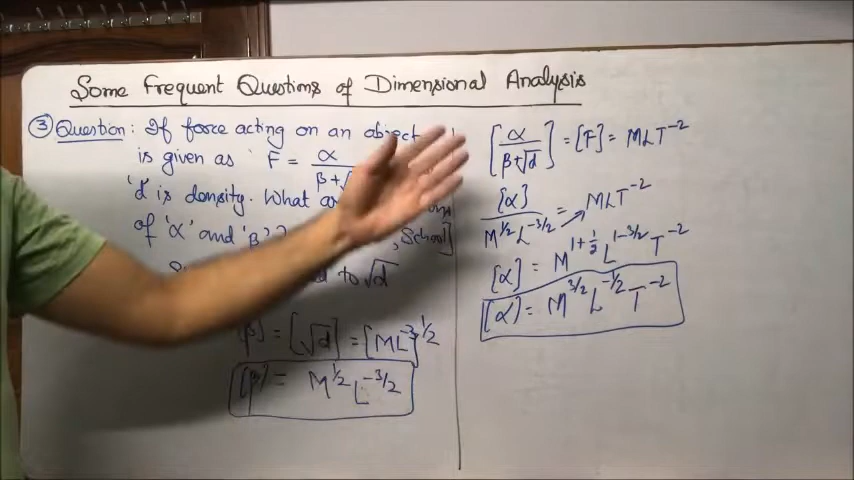 Some Frequent Questions of Dimensional Analysis
③ Question: If force acting on an object
is given as F = α / β+√
'd' is density. What
of 'α' and 'β'? , School]
d to √d
[β] = [√d] = [ML⁻³]^1/2
[β] = M^1/2 L^-3/2
[α / β+√d] = [F] = MLT⁻²
[α] / M^1/2 L^-3/2 = MLT⁻²
[α] = M^1+1/2 L^1-3/2 T⁻²
[α] = M^3/2 L^-1/2 T⁻²